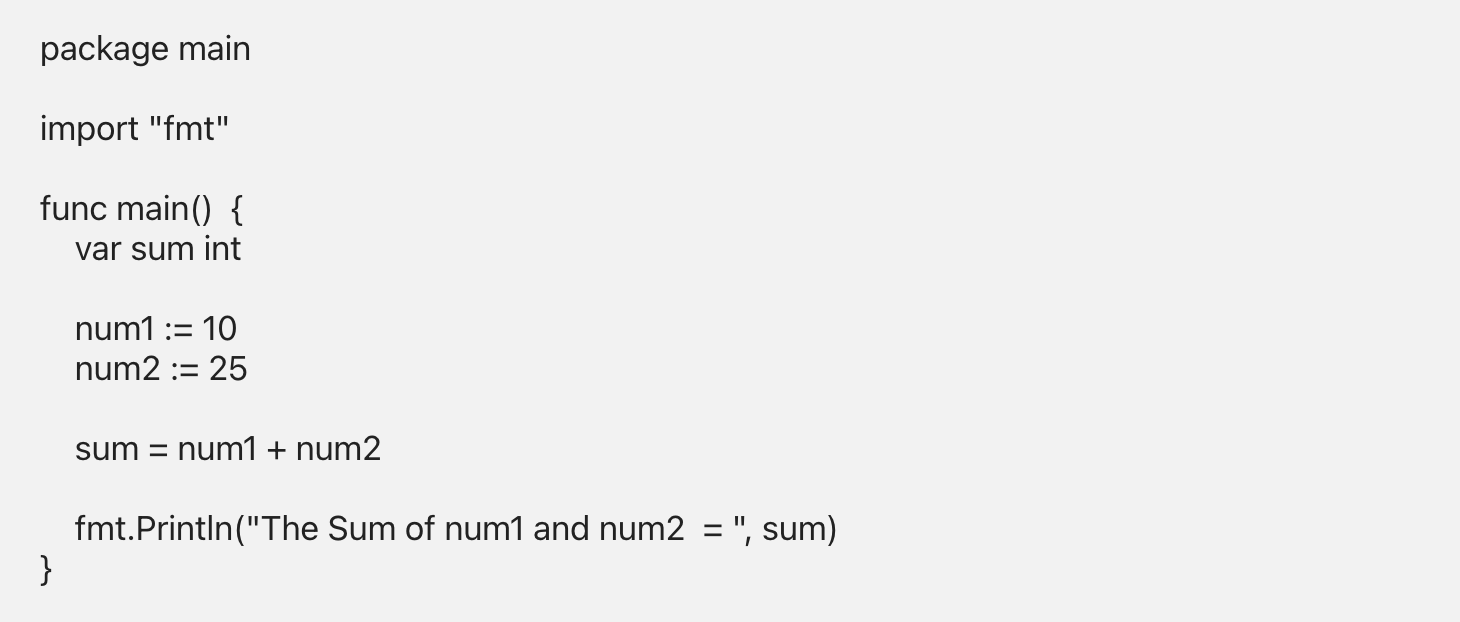 package main
import "fmt"
func main()  {
var sum int
num1 := 10
num2 := 25
sum = num1 + num2
fmt.Println("The Sum of num1 and num2  = ", sum)
}